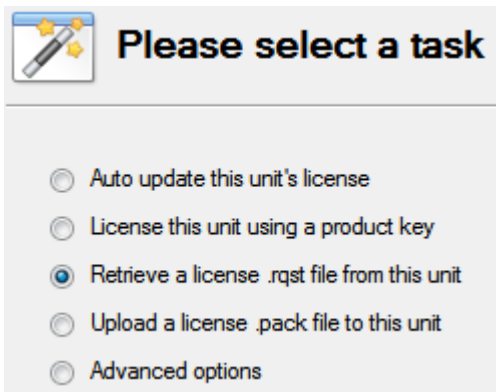 Please select a task
Auto update this unit's license
License this unit using a product key
Retrieve a license .rqst file from this unit
Upload a license .pack file to this unit
Advanced options